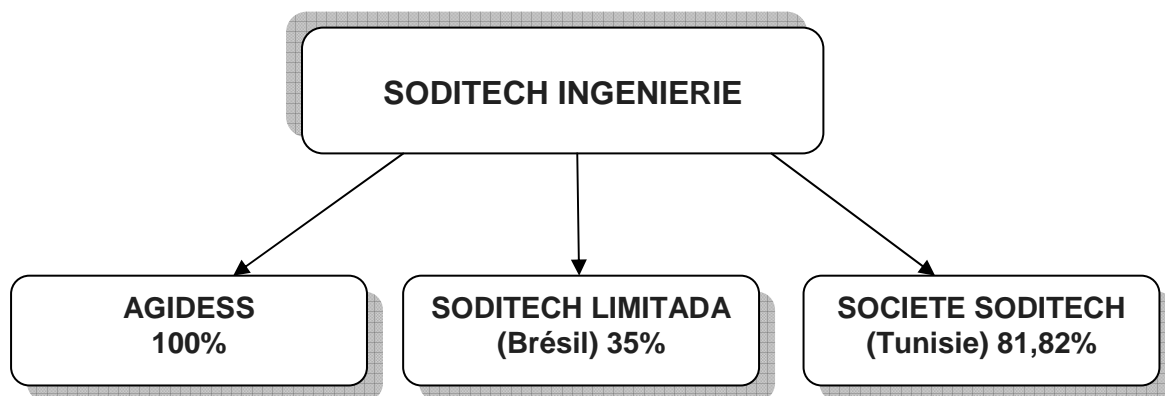 SODITECH INGENIERIE
AGIDESS
100%
SODITECH LIMITADA
(Brésil) 35%
SOCIETE SODITECH
(Tunisie) 81,82%